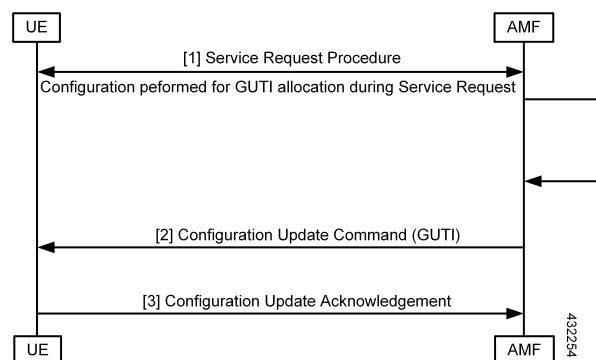 UE
AMF
[1] Service Request Procedure
Configuration peformed for GUTI allocation during Service Request
[2] Configuration Update Command (GUTI)
[3] Configuration Update Acknowledgement
UE
AMF
432254